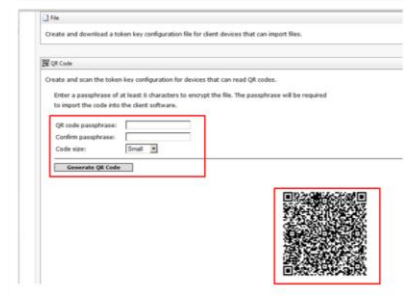 File
Create and download a token key configuration file for client devices that can import files.
QR Code
Create and scan the token key configuration for devices that can read QR codes.
Enter a passphrase of at least 6 characters to encrypt the file. The passphrase will be required
to import the code into the client software.
QR code passphrase:
Confirm passphrase:
Code size: Small
Generate QR Code